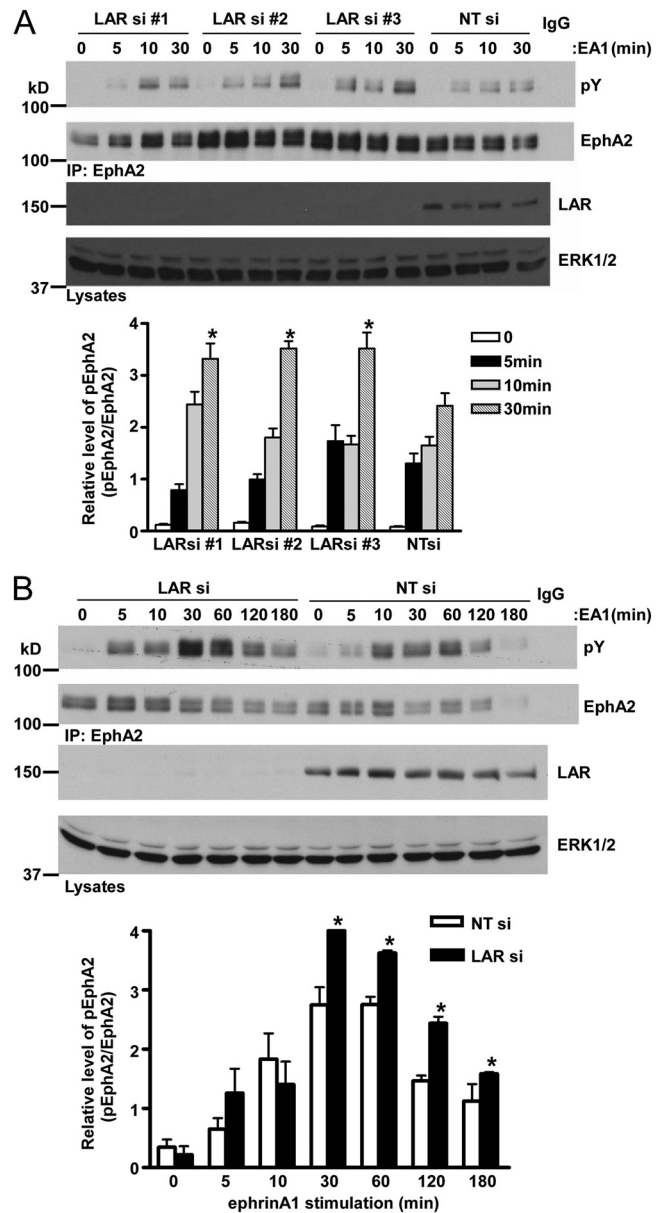 A
LAR si #1 LAR si #2 LAR si #3 NT si IgG
0 5 10 30 0 5 10 30 0 5 10 30 0 5 10 30 :EA1(min)
kD
pY
100
EphA2
100
IP: EphA2
150
LAR
ERK1/2
37
Lysates
Relative level of pEphA2
(pEphA2/EphA2)
4
3
2
1
0
* * *
0
5min
10min
30min
LARsi #1 LARsi #2 LARsi #3 NTsi
B
LAR si NT si IgG
0 5 10 30 60 120 180 0 5 10 30 60 120 180 :EA1(min)
kD
pY
100
EphA2
100
IP: EphA2
150
LAR
ERK1/2
37
Lysates
Relative level of pEphA2
(pEphA2/EphA2)
4
3
2
1
0
* * * *
NT si
LAR si
0 5 10 30 60 120 180
ephrinA1 stimulation (min)